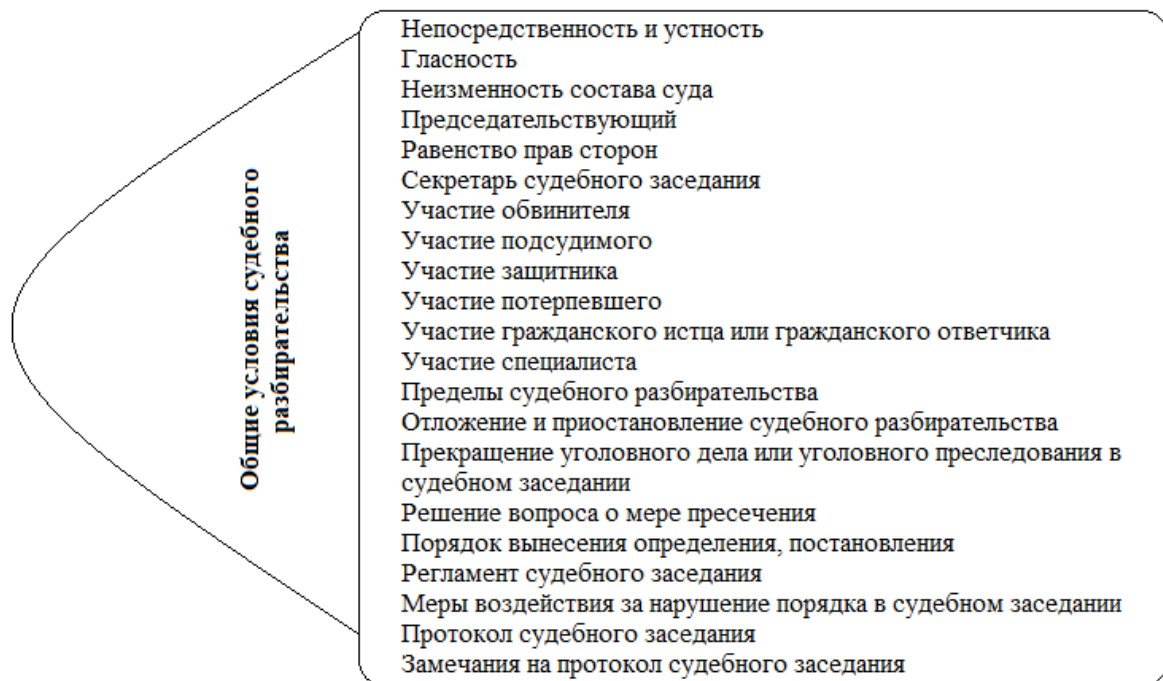 Общие условия судебного
разбирательства
Непосредственность и устность
Гласность
Неизменность состава суда
Председательствующий
Равенство прав сторон
Секретарь судебного заседания
Участие обвинителя
Участие подсудимого
Участие защитника
Участие потерпевшего
Участие гражданского истца или гражданского ответчика
Участие специалиста
Пределы судебного разбирательства
Отложение и приостановление судебного разбирательства
Прекращение уголовного дела или уголовного преследования в
судебном заседании
Решение вопроса о мере пресечения
Порядок вынесения определения, постановления
Регламент судебного заседания
Меры воздействия за нарушение порядка в судебном заседании
Протокол судебного заседания
Замечания на протокол судебного заседания